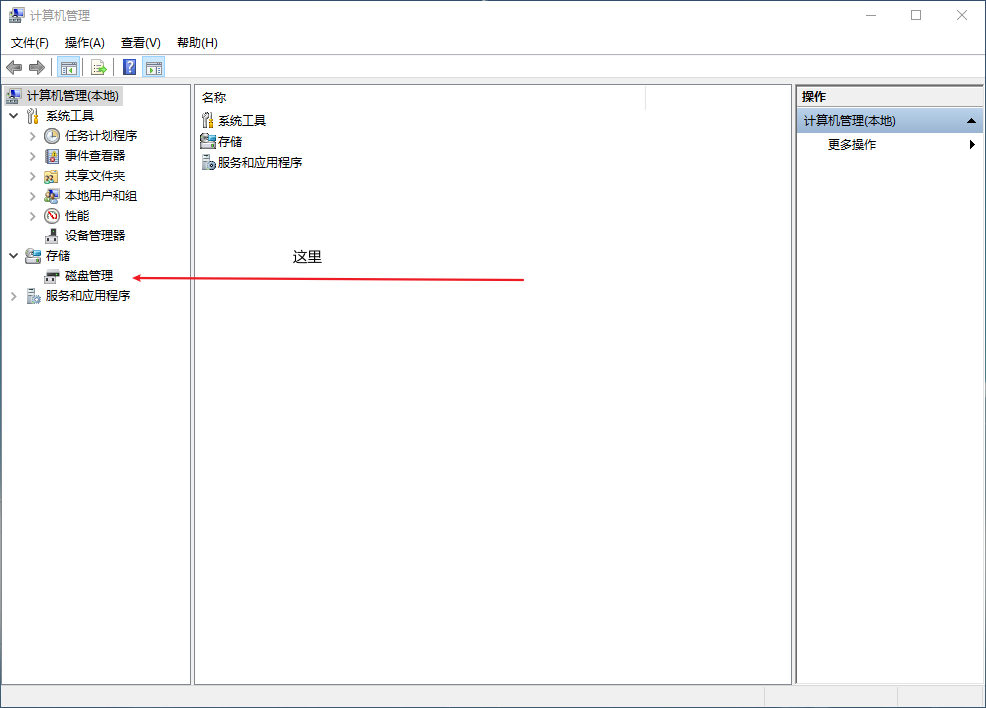 计算机管理
文件(F) 操作(A) 查看(V) 帮助(H)
计算机管理(本地)
系统工具
任务计划程序
事件查看器
共享文件夹
本地用户和组
性能
设备管理器
存储
磁盘管理
服务和应用程序
名称
系统工具
存储
服务和应用程序
这里
操作
计算机管理(本地)
更多操作